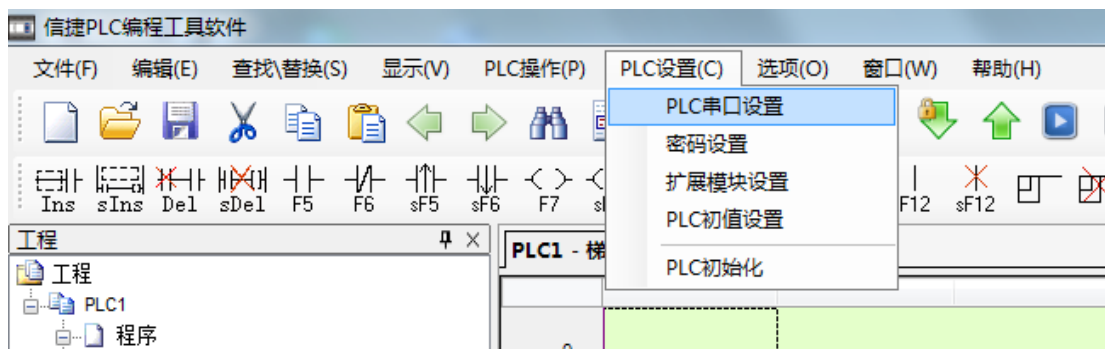 信捷PLC编程工具软件
文件(F) 编辑(E) 查找\替换(S) 显示(V) PLC操作(P) PLC设置(C) 选项(O) 窗口(W) 帮助(H)
PLC串口设置
密码设置
扩展模块设置
PLC初值设置
PLC初始化
Ins sIns Del sDel F5 F6 sF5 sF6 F7 F12 sF12
工程
PLC1 - 梯
工程
PLC1
程序